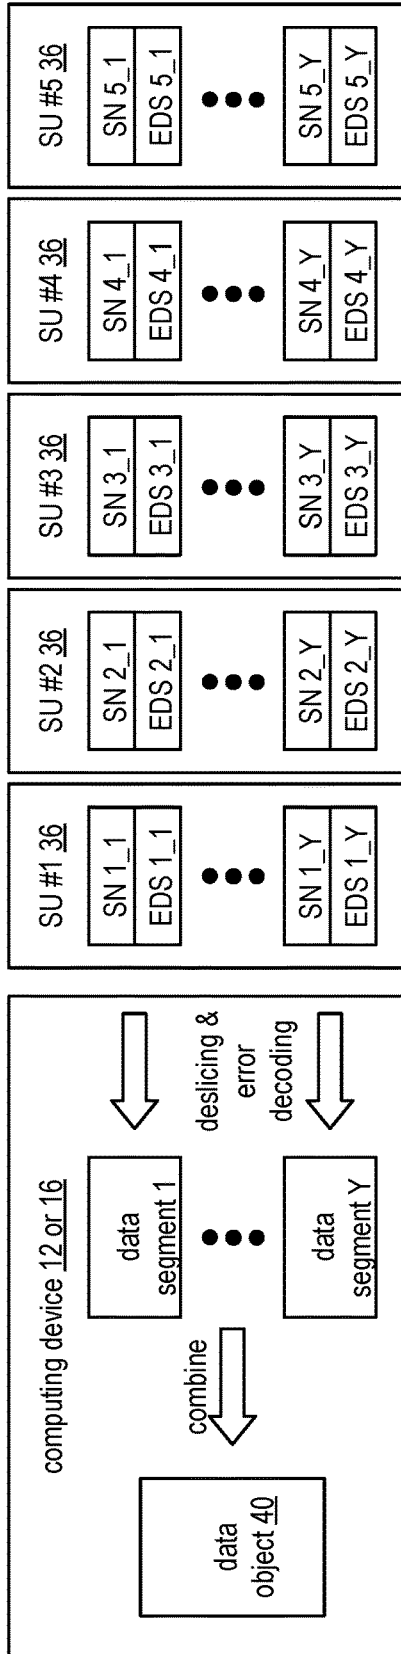 computing device 12 or 16
data
object 40
combine
data
segment 1
data
segment Y
deslicing &
error
decoding
SU #1 36
SN 1_1
EDS 1_1
SN 1_Y
EDS 1_Y
SU #2 36
SN 2_1
EDS 2_1
SN 2_Y
EDS 2_Y
SU #3 36
SN 3_1
EDS 3_1
SN 3_Y
EDS 3_Y
SU #4 36
SN 4_1
EDS 4_1
SN 4_Y
EDS 4_Y
SU #5 36
SN 5_1
EDS 5_1
SN 5_Y
EDS 5_Y